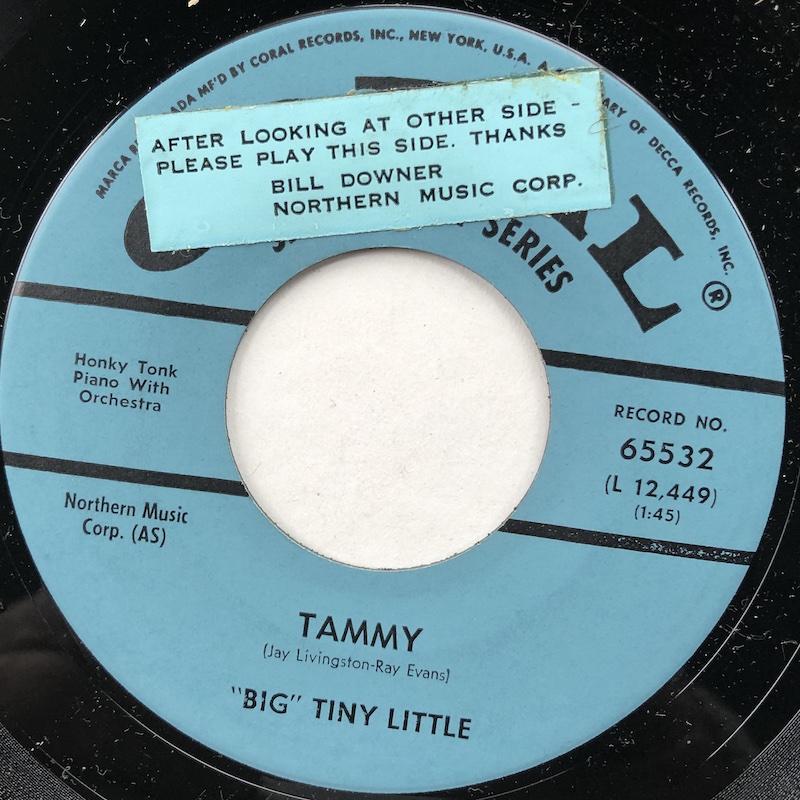 MARCA
ADA MF'D BY CORAL RECORDS, INC., NEW YORK, U.S.A. A
ARY OF DECCA RECORDS, INC.
AFTER LOOKING AT OTHER SIDE -
PLEASE PLAY THIS SIDE. THANKS
BILL DOWNER
NORTHERN MUSIC CORP.
AL ®
SERIES
Honky Tonk
Piano With
Orchestra
RECORD NO.
65532
(L 12,449)
(1:45)
Northern Music
Corp. (AS)
TAMMY
(Jay Livingston-Ray Evans)
"BIG" TINY LITTLE